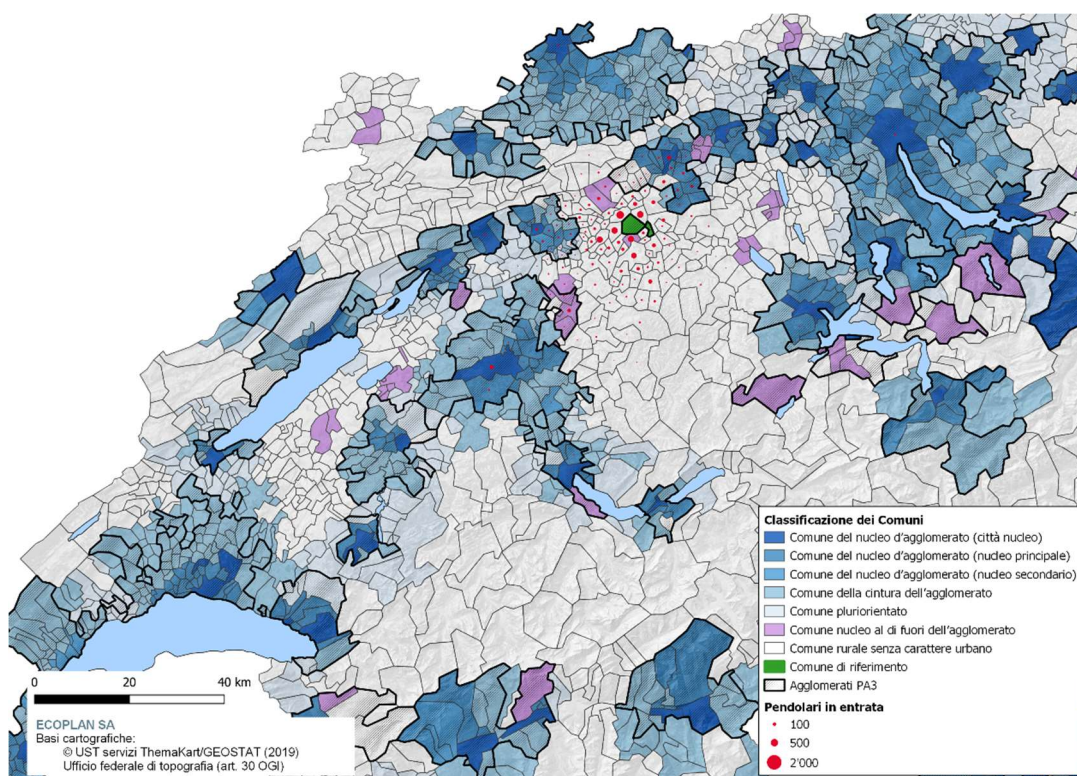 Classificazione dei Comuni
Comune del nucleo d'agglomerato (città nucleo)
Comune del nucleo d'agglomerato (nucleo principale)
Comune del nucleo d'agglomerato (nucleo secondario)
Comune della cintura dell'agglomerato
Comune pluriorientato
Comune nucleo al di fuori dell'agglomerato
Comune rurale senza carattere urbano
Comune di riferimento
Agglomerati PA3
Pendolari in entrata
100
500
2'000
0 20 40 km
ECOPLAN SA
Basi cartografiche:
© UST servizi ThemaKart/GEOSTAT (2019)
Ufficio federale di topografia (art. 30 OGI)